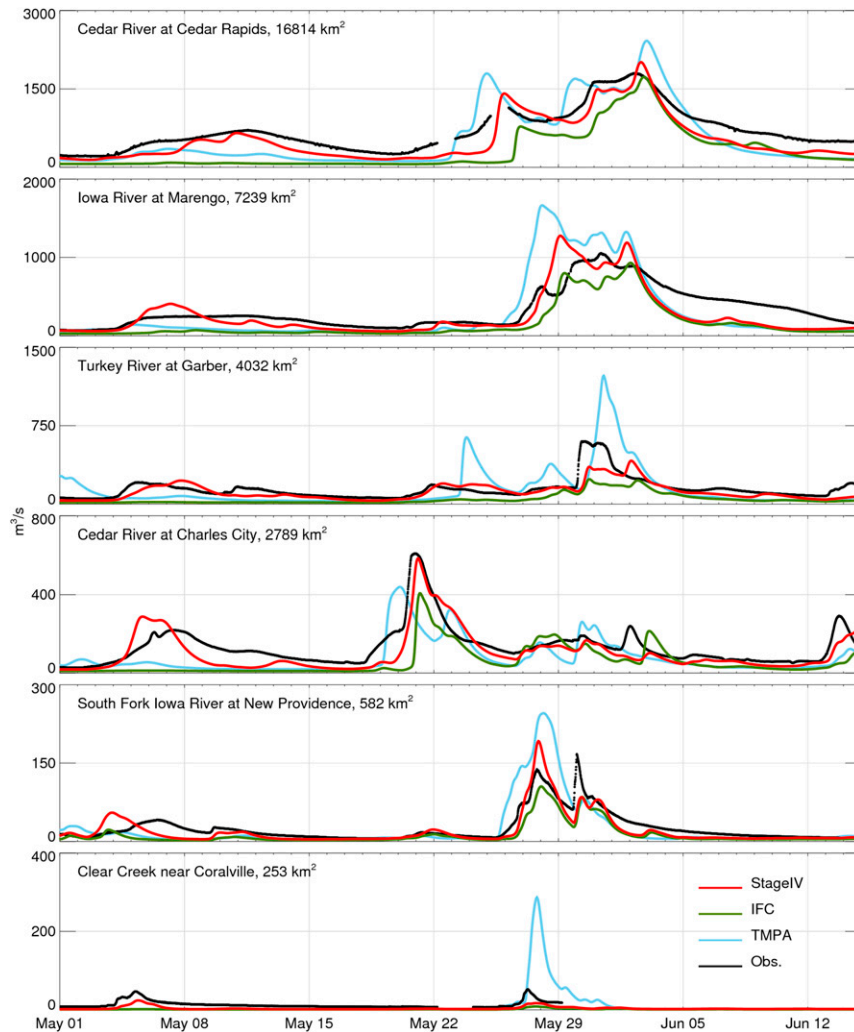 3000
Cedar River at Cedar Rapids, 16814 km²
1500
0
2000
Iowa River at Marengo, 7239 km²
1000
0
1500
Turkey River at Garber, 4032 km²
750
0
m³/s
800
Cedar River at Charles City, 2789 km²
400
0
300
South Fork Iowa River at New Providence, 582 km²
150
0
400
Clear Creek near Coralville, 253 km²
StageIV
IFC
200
TMPA
Obs.
0
May 01 May 08 May 15 May 22 May 29 Jun 05 Jun 12